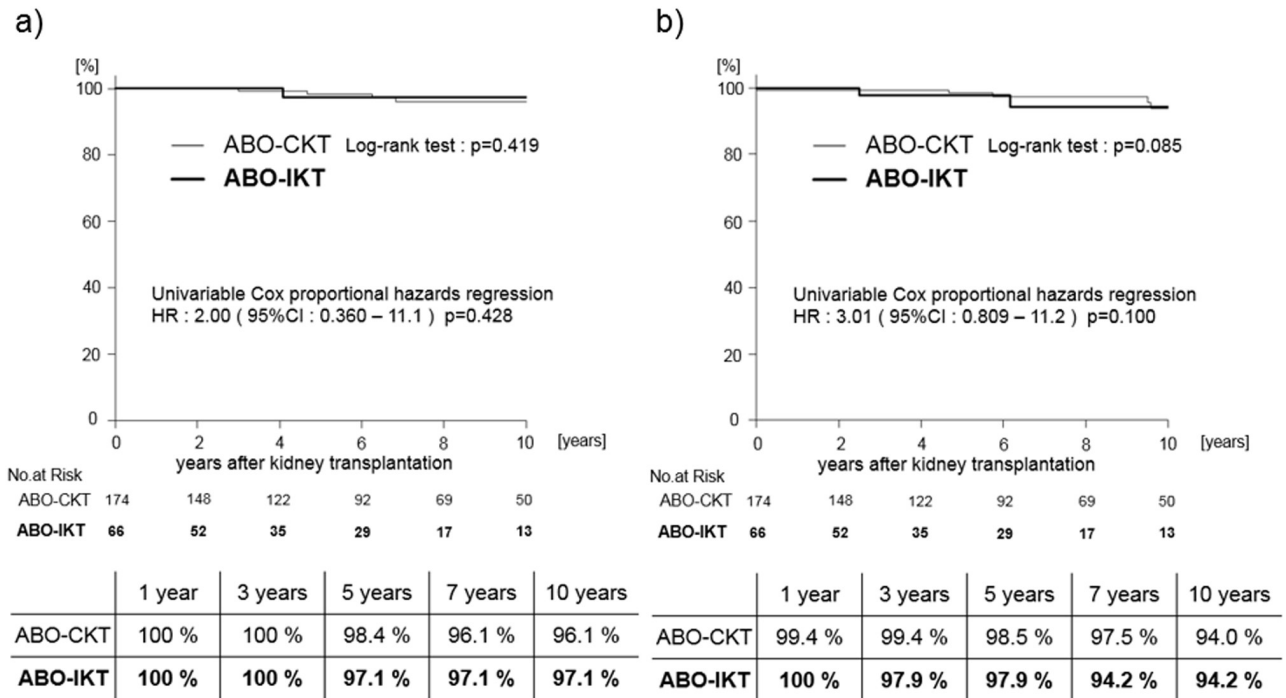 a)
[%]
100
80
60
40
20
0
ABO-CKT Log-rank test : p=0.419
ABO-IKT
Univariable Cox proportional hazards regression
HR : 2.00 ( 95%CI : 0.360 – 11.1 ) p=0.428
0 2 4 6 8 10 [years]
years after kidney transplantation
No.at Risk
ABO-CKT 174 148 122 92 69 50
ABO-IKT 66 52 35 29 17 13
1 year 3 years 5 years 7 years 10 years
ABO-CKT 100 % 100 % 98.4 % 96.1 % 96.1 %
ABO-IKT 100 % 100 % 97.1 % 97.1 % 97.1 %
b)
[%]
100
80
60
40
20
0
ABO-CKT Log-rank test : p=0.085
ABO-IKT
Univariable Cox proportional hazards regression
HR : 3.01 ( 95%CI : 0.809 – 11.2 ) p=0.100
0 2 4 6 8 10 [years]
years after kidney transplantation
No.at Risk
ABO-CKT 174 148 122 92 69 50
ABO-IKT 66 52 35 29 17 13
1 year 3 years 5 years 7 years 10 years
ABO-CKT 99.4 % 99.4 % 98.5 % 97.5 % 94.0 %
ABO-IKT 100 % 97.9 % 97.9 % 94.2 % 94.2 %